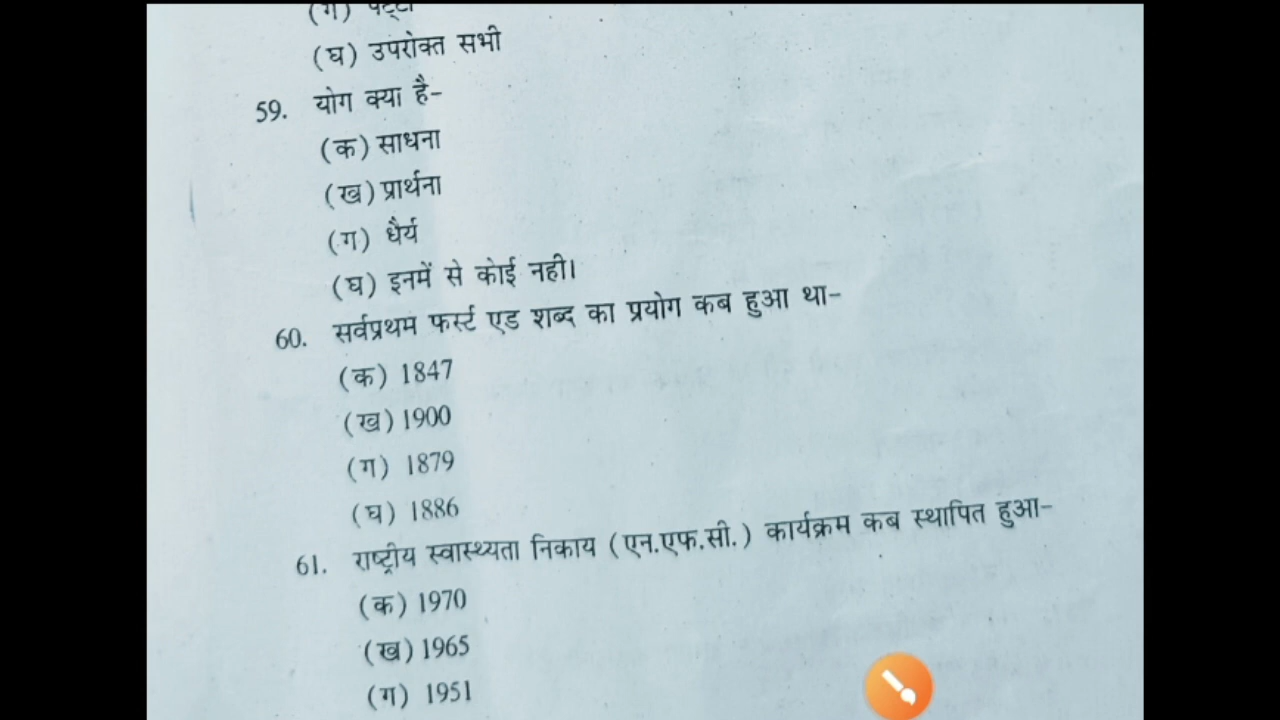 (ग) पट्टी
(घ) उपरोक्त सभी
59. योग क्या है-
(क) साधना
(ख) प्रार्थना
(ग) धैर्य
(घ) इनमें से कोई नही।
60. सर्वप्रथम फर्स्ट एड शब्द का प्रयोग कब हुआ था-
(क) 1847
(ख) 1900
(ग) 1879
(घ) 1886
61. राष्ट्रीय स्वास्थ्यता निकाय (एन.एफ.सी.) कार्यक्रम कब स्थापित हुआ-
(क) 1970
(ख) 1965
(ग) 1951